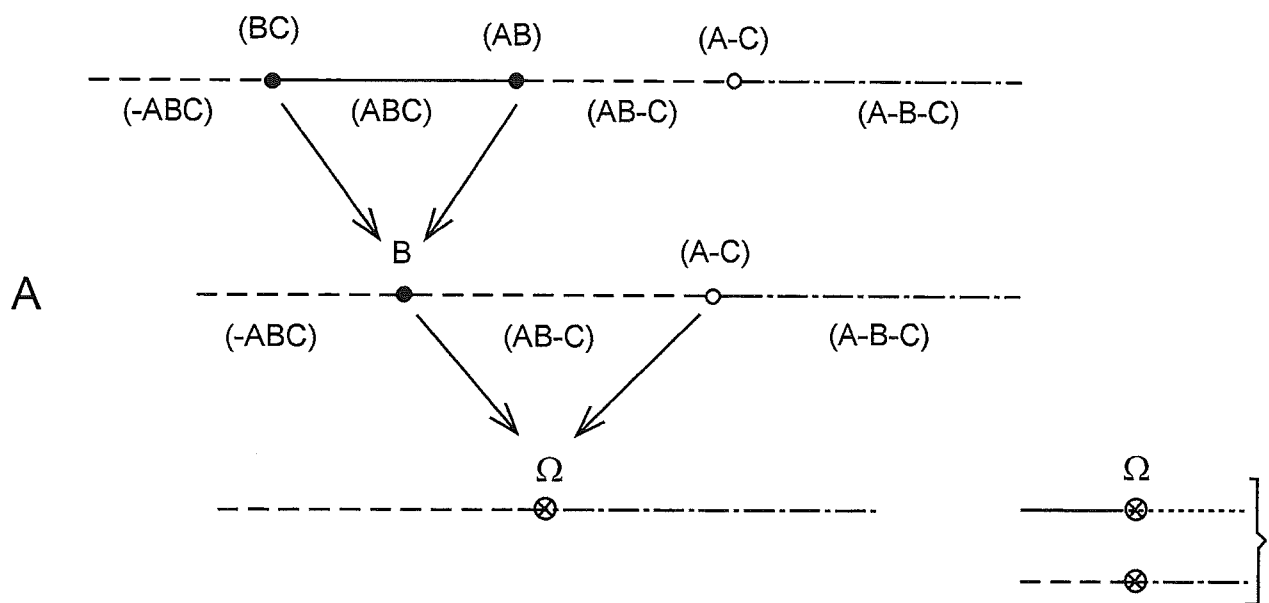 (BC) (AB) (A-C)
(-ABC) (ABC) (AB-C) (A-B-C)
B (A-C)
A
(-ABC) (AB-C) (A-B-C)
Ω Ω